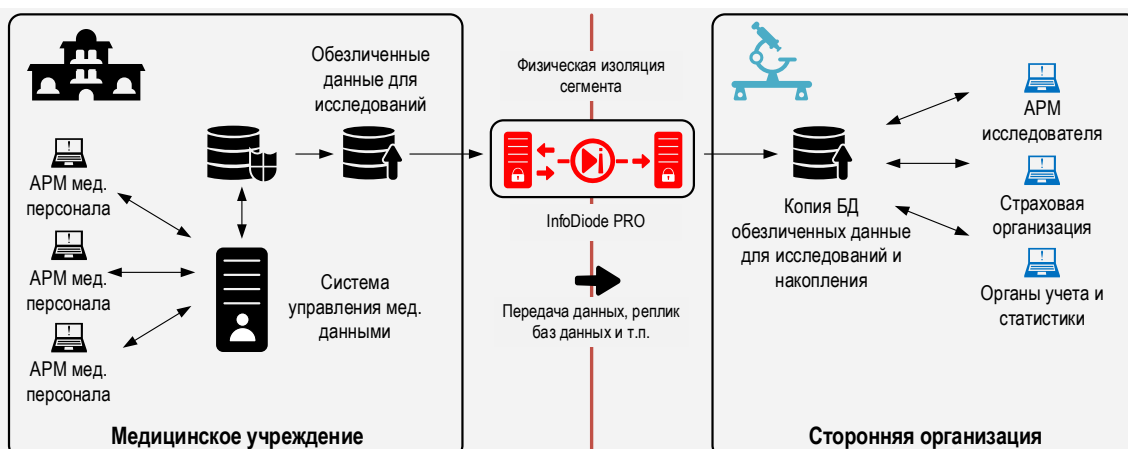 Обезличенные
данные для
исследований
АРМ мед.
персонала
АРМ мед.
персонала
АРМ мед.
персонала
Система
управления мед.
данными
Медицинское учреждение
Физическая изоляция
сегмента
InfoDiode PRO
Передача данных, реплик
баз данных и т.п.
Копия БД
обезличенных данные
для исследований и
накопления
АРМ
исследователя
Страховая
организация
Органы учета и
статистики
Сторонняя организация